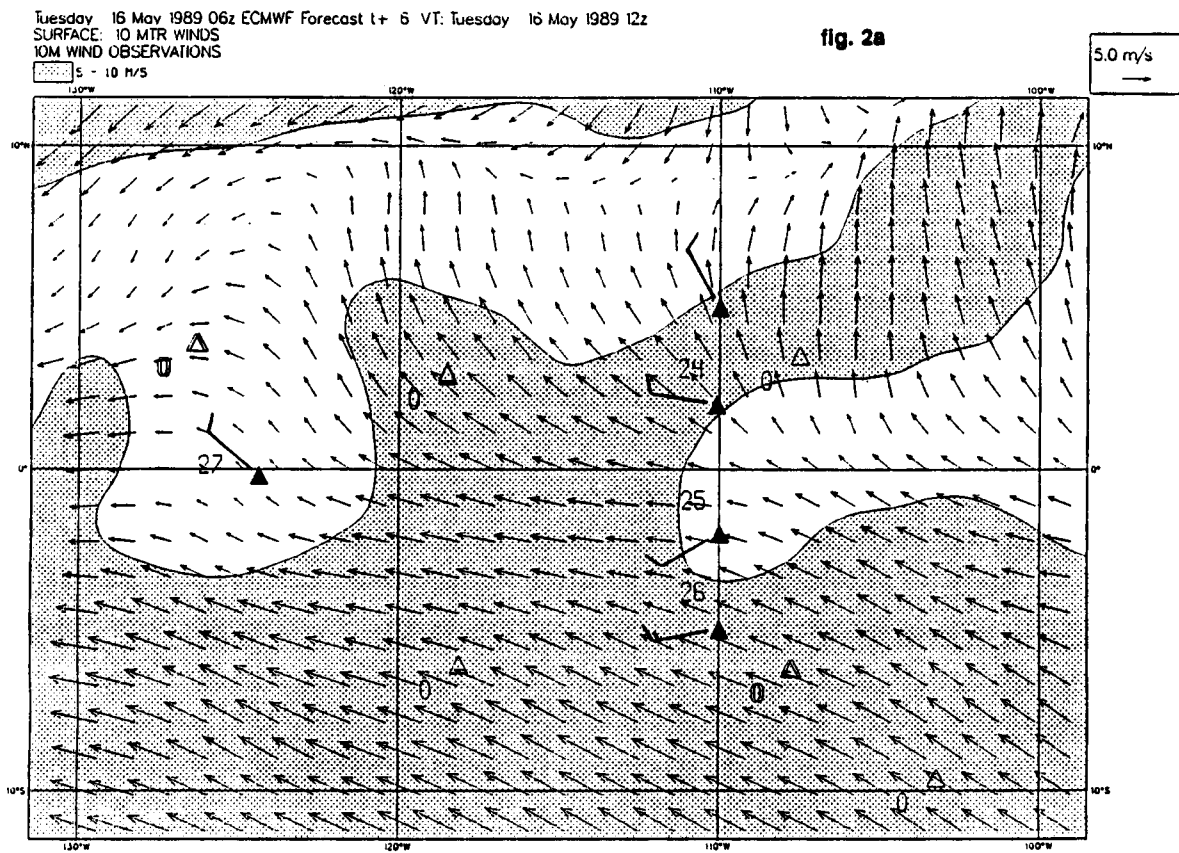 Tuesday 16 May 1989 06z ECMWF Forecast t+ 6 VT: Tuesday 16 May 1989 12z
SURFACE: 10 MTR WINDS
10M WIND OBSERVATIONS
5 - 10 M/S
fig. 2a
5.0 m/s
130°W 120°W 110°W 100°W
10°N 10°N
24
0 0 0
0° 27 0°
25
26
0 0
10°S 0 10°S
130°W 120°W 110°W 100°W